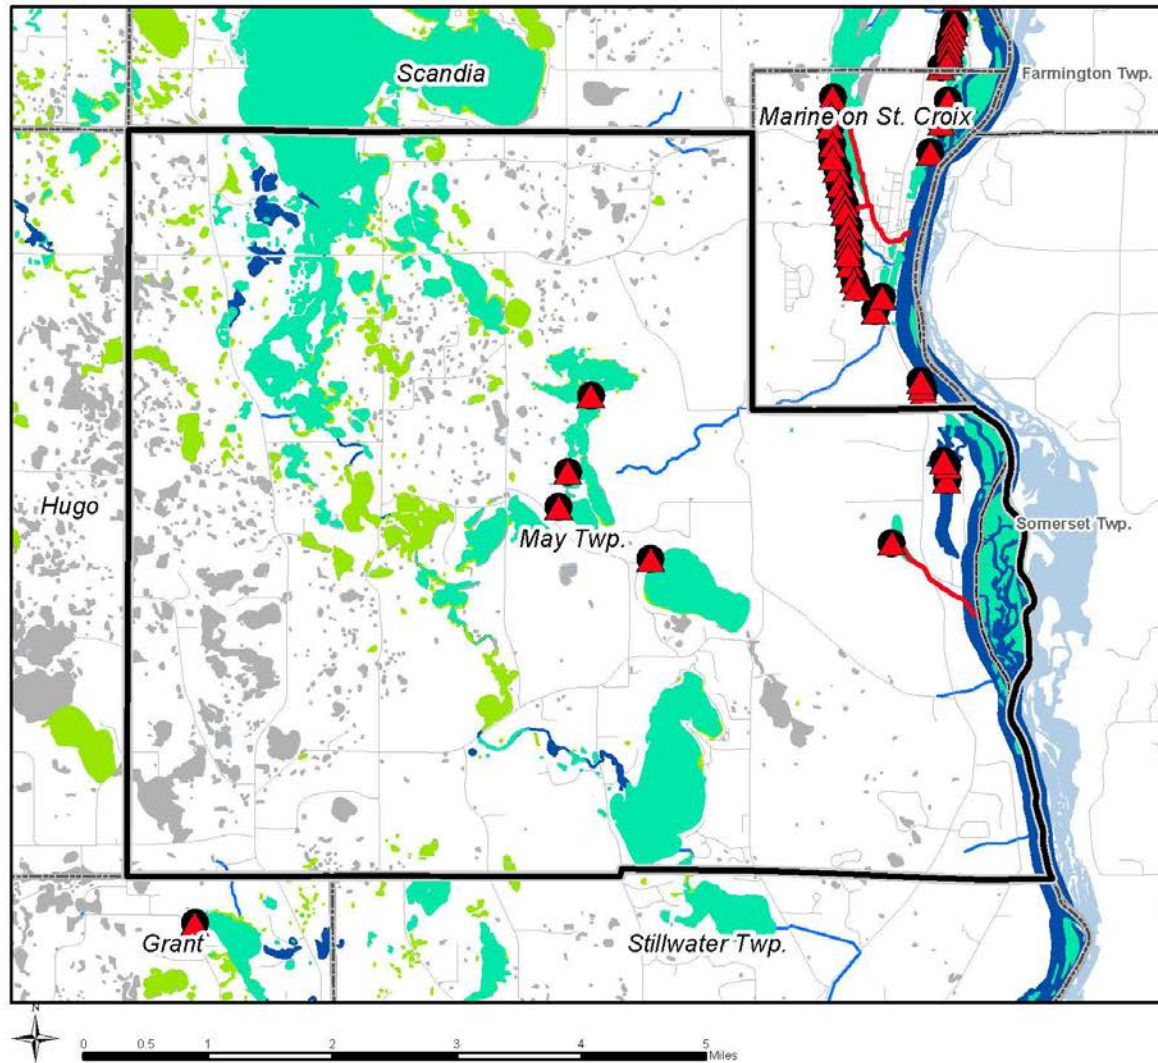 Scandia
Farmington Twp.
Marine on St. Croix
Hugo
May Twp.
Somerset Twp.
Grant
Stillwater Twp.
N
0 0.5 1 2 3 4 5
Miles